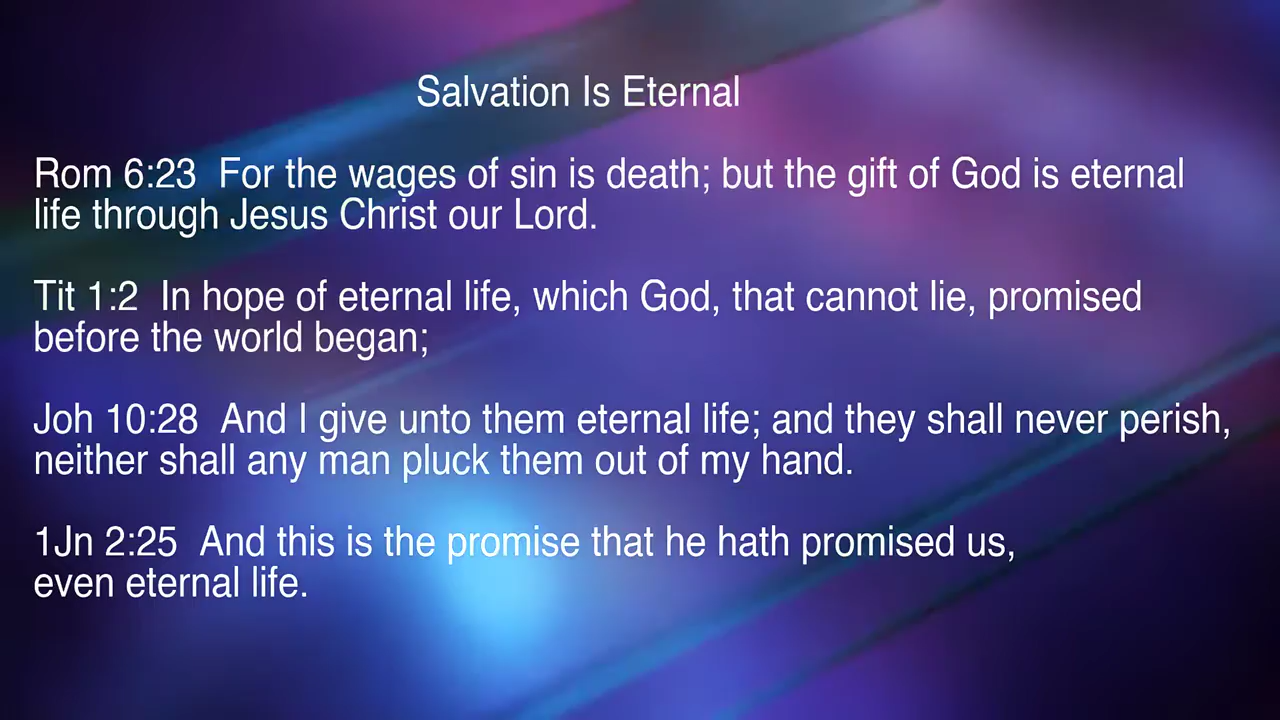 Salvation Is Eternal
Rom 6:23  For the wages of sin is death; but the gift of God is eternal
life through Jesus Christ our Lord.
Tit 1:2  In hope of eternal life, which God, that cannot lie, promised
before the world began;
Joh 10:28  And I give unto them eternal life; and they shall never perish,
neither shall any man pluck them out of my hand.
1Jn 2:25  And this is the promise that he hath promised us,
even eternal life.